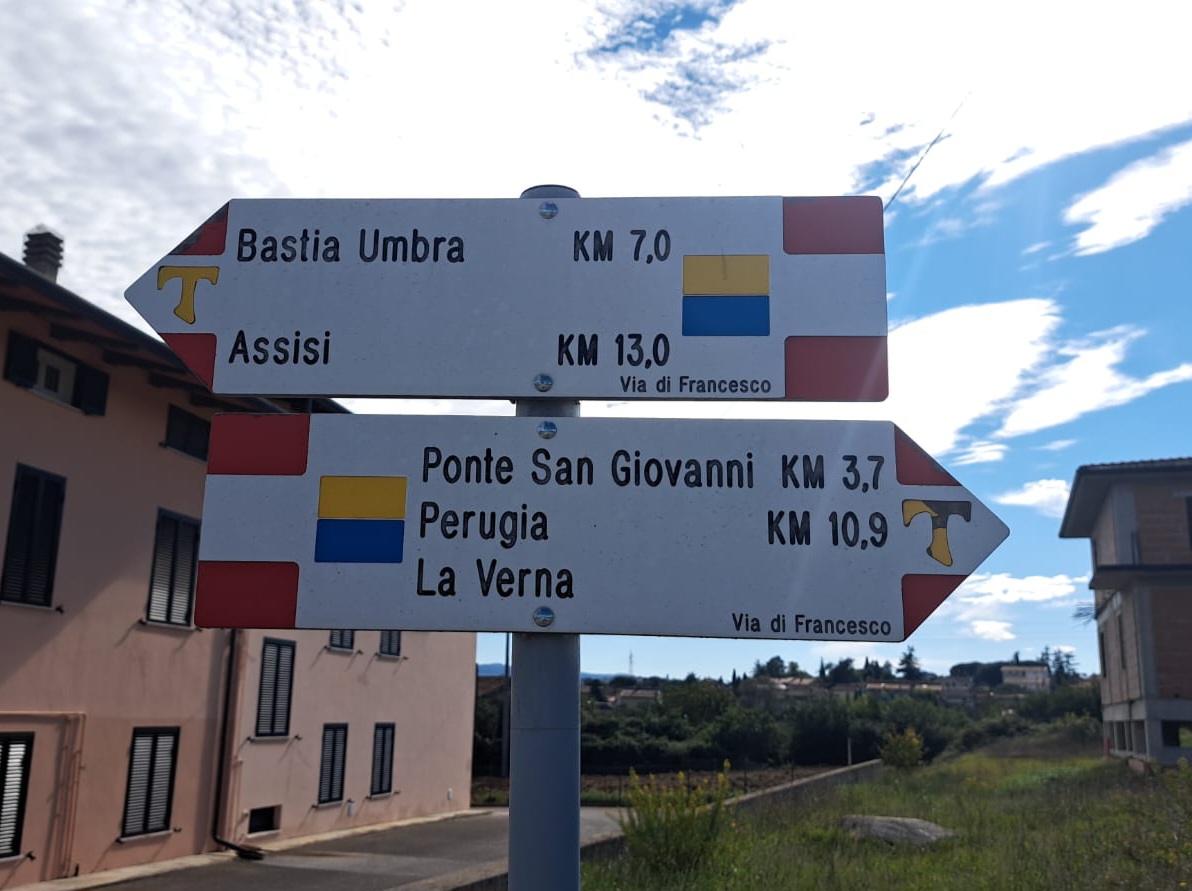 Bastia Umbra KM 7,0
Assisi KM 13,0
Via di Francesco
Ponte San Giovanni KM 3,7
Perugia KM 10,9
La Verna
Via di Francesco